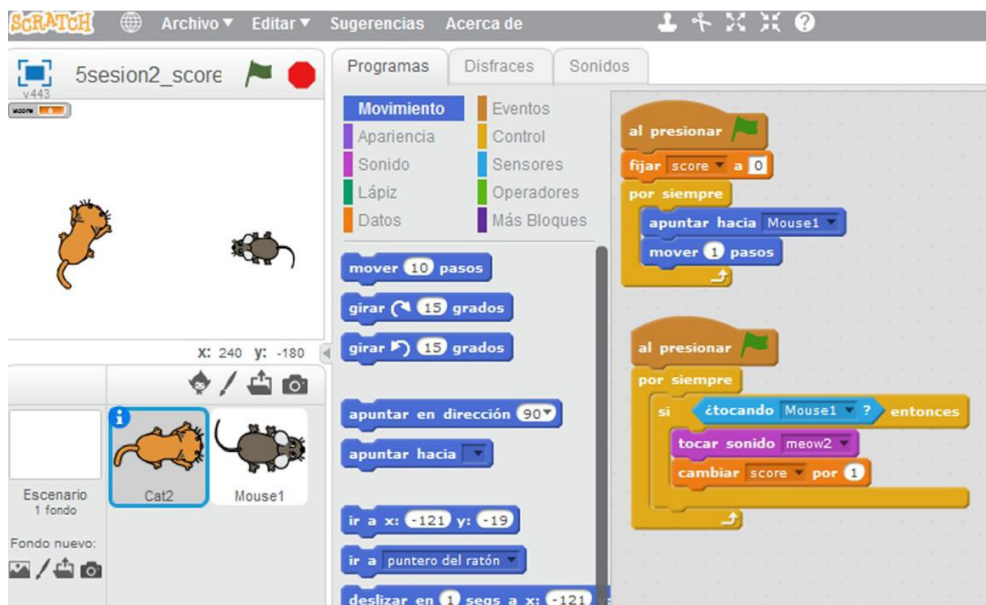 SCRATCH Archivo▼ Editar▼ Sugerencias Acerca de
5sesion2_score
v443
score 0
x: 240 y: -180
Escenario
1 fondo
Fondo nuevo:
Cat2
Mouse1
Programas Disfraces Sonidos
Movimiento Eventos
Apariencia Control
Sonido Sensores
Lápiz Operadores
Datos Más Bloques
mover 10 pasos
girar 15 grados
girar 15 grados
apuntar en dirección 90▼
apuntar hacia
ir a x: -121 y: -19
ir a puntero del ratón
deslizar en 1 segs a x: -121
al presionar
fijar score a 0
por siempre
apuntar hacia Mouse1
mover 1 pasos
al presionar
por siempre
si ¿tocando Mouse1 ? entonces
tocar sonido meow2
cambiar score por 1